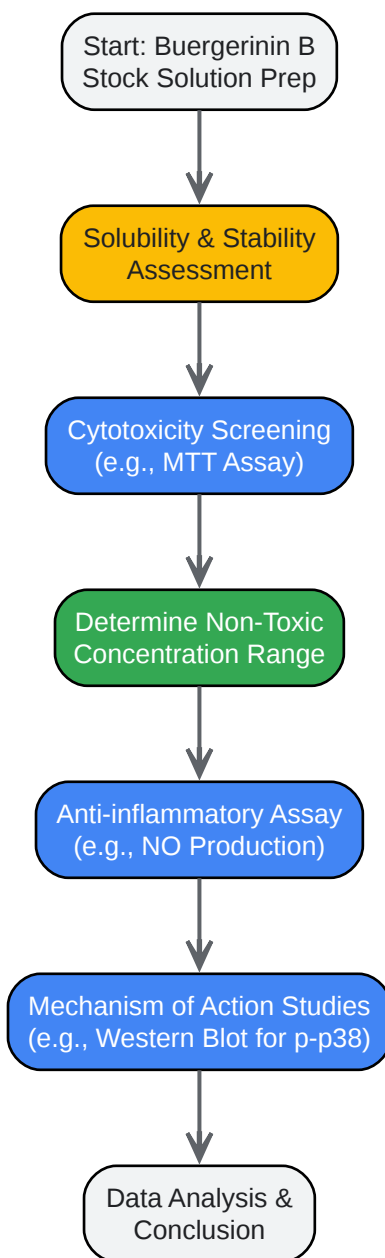 Start: Buergerinin B
Stock Solution Prep
Solubility & Stability
Assessment
Cytotoxicity Screening
(e.g., MTT Assay)
Determine Non-Toxic
Concentration Range
Anti-inflammatory Assay
(e.g., NO Production)
Mechanism of Action Studies
(e.g., Western Blot for p-p38)
Data Analysis &
Conclusion